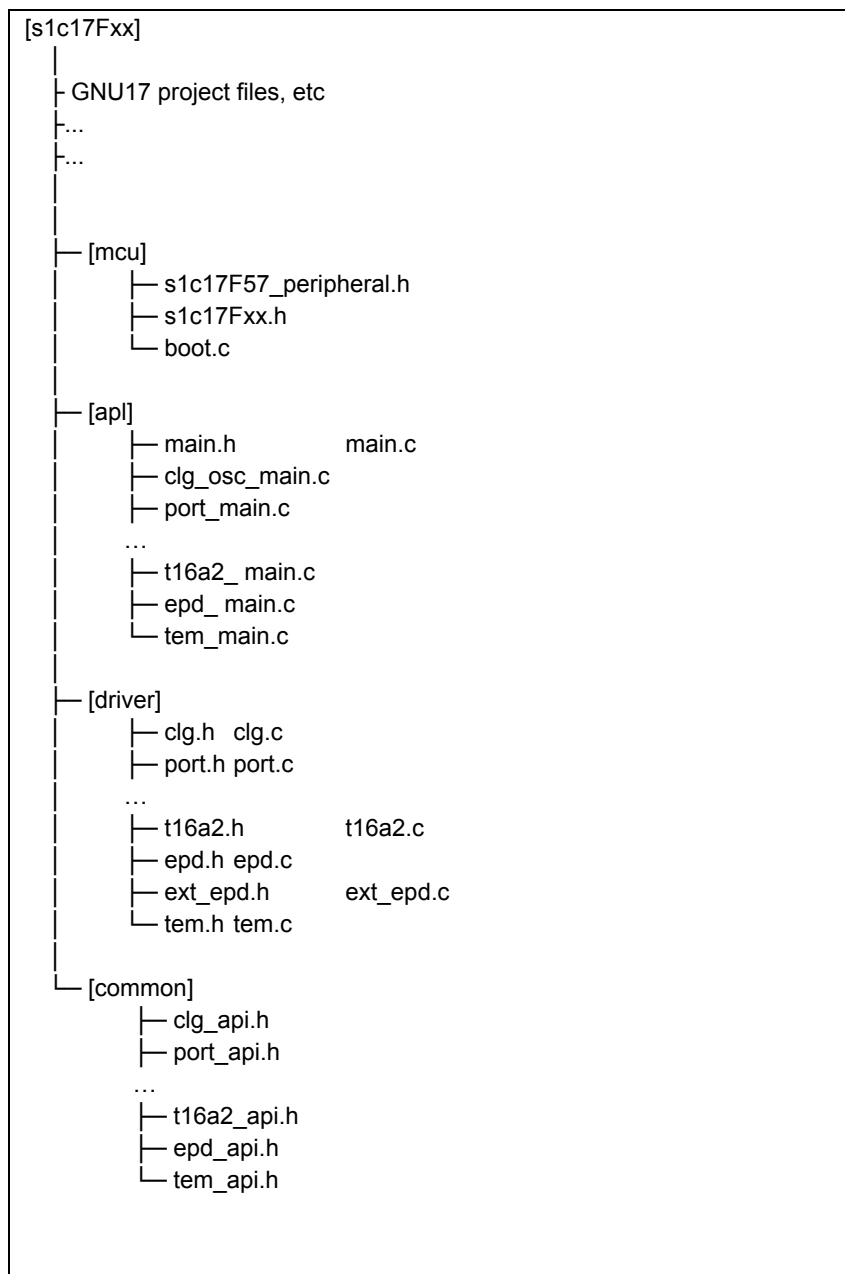 [s1c17Fxx]
GNU17 project files, etc
...
...
[mcu]
s1c17F57_peripheral.h
s1c17Fxx.h
boot.c
[apl]
main.h main.c
clg_osc_main.c
port_main.c
…
t16a2_ main.c
epd_ main.c
tem_main.c
[driver]
clg.h clg.c
port.h port.c
…
t16a2.h t16a2.c
epd.h epd.c
ext_epd.h ext_epd.c
tem.h tem.c
[common]
clg_api.h
port_api.h
…
t16a2_api.h
epd_api.h
tem_api.h